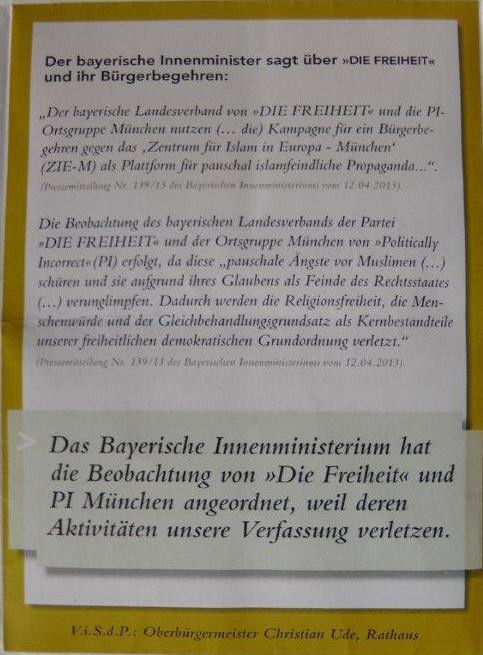 Der bayerische Innenminister sagt über »DIE FREIHEIT«
und ihr Bürgerbegehren:
„Der bayerische Landesverband von »DIE FREIHEIT« und die PI-
Ortsgruppe München nutzen (... die) Kampagne für ein Bürgerbe-
gehren gegen das ‚Zentrum für Islam in Europa - München‘
(ZIE-M) als Plattform für pauschal islamfeindliche Propaganda...“.
(Pressemitteilung Nr. 139/13 des Bayerischen Innenministeriums vom 12.04.2013).
Die Beobachtung des bayerischen Landesverbands der Partei
»DIE FREIHEIT« und der Ortsgruppe München von »Politically
Incorrect«(PI) erfolgt, da diese „pauschale Ängste vor Muslimen (...)
schüren und sie aufgrund ihres Glaubens als Feinde des Rechtsstaates
(...) verunglimpfen. Dadurch werden die Religionsfreiheit, die Men-
schenwürde und der Gleichbehandlungsgrundsatz als Kernbestandteile
unserer freiheitlichen demokratischen Grundordnung verletzt.“
(Pressemitteilung Nr. 139/13 des Bayerischen Innenministeriums vom 12.04.2013).
Das Bayerische Innenministerium hat
die Beobachtung von »Die Freiheit« und
PI München angeordnet, weil deren
Aktivitäten unsere Verfassung verletzen.
V.i.S.d.P.: Oberbürgermeister Christian Ude, Rathaus